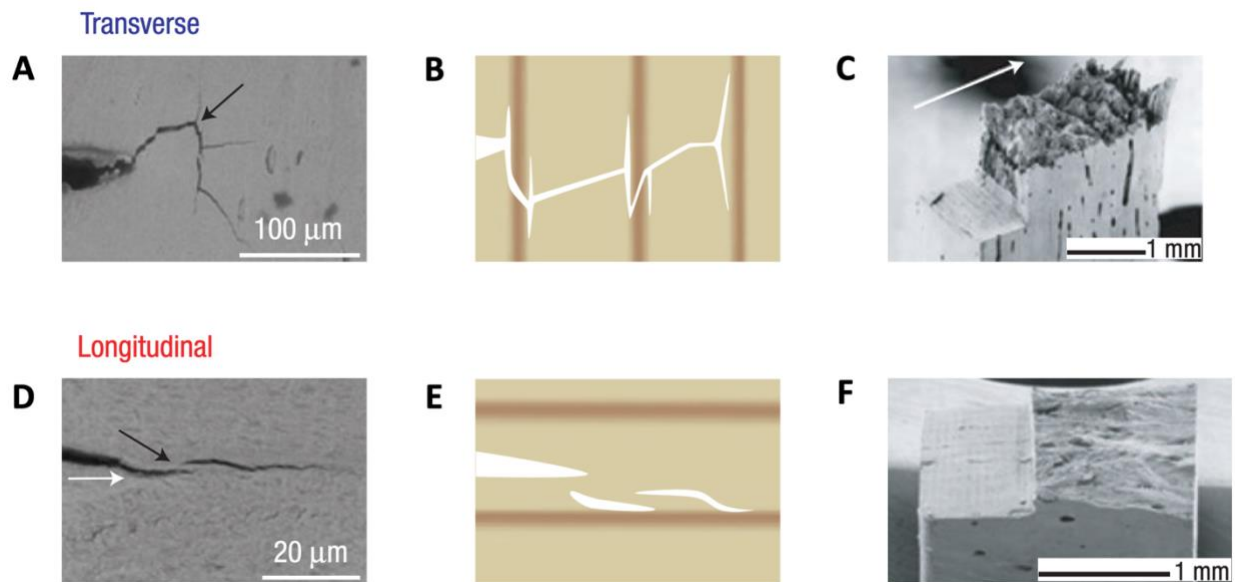 Transverse
A
B
C
100 μm
1 mm
Longitudinal
D
E
F
20 μm
1 mm